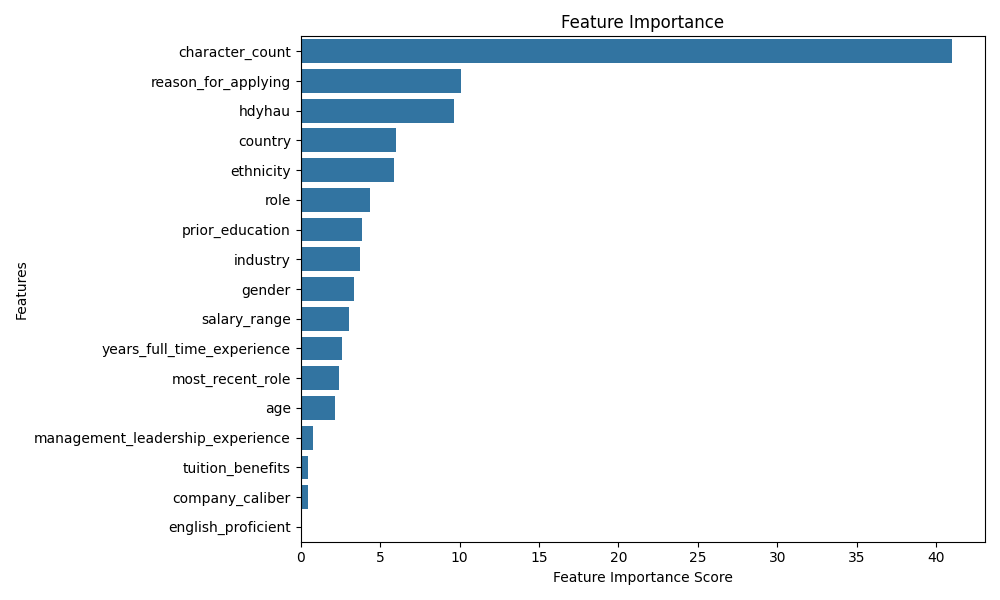 Feature Importance
character_count
reason_for_applying
hdyhau
country
ethnicity
role
prior_education
industry
gender
salary_range
years_full_time_experience
most_recent_role
age
management_leadership_experience
tuition_benefits
company_caliber
english_proficient
Features
0 5 10 15 20 25 30 35 40
Feature Importance Score